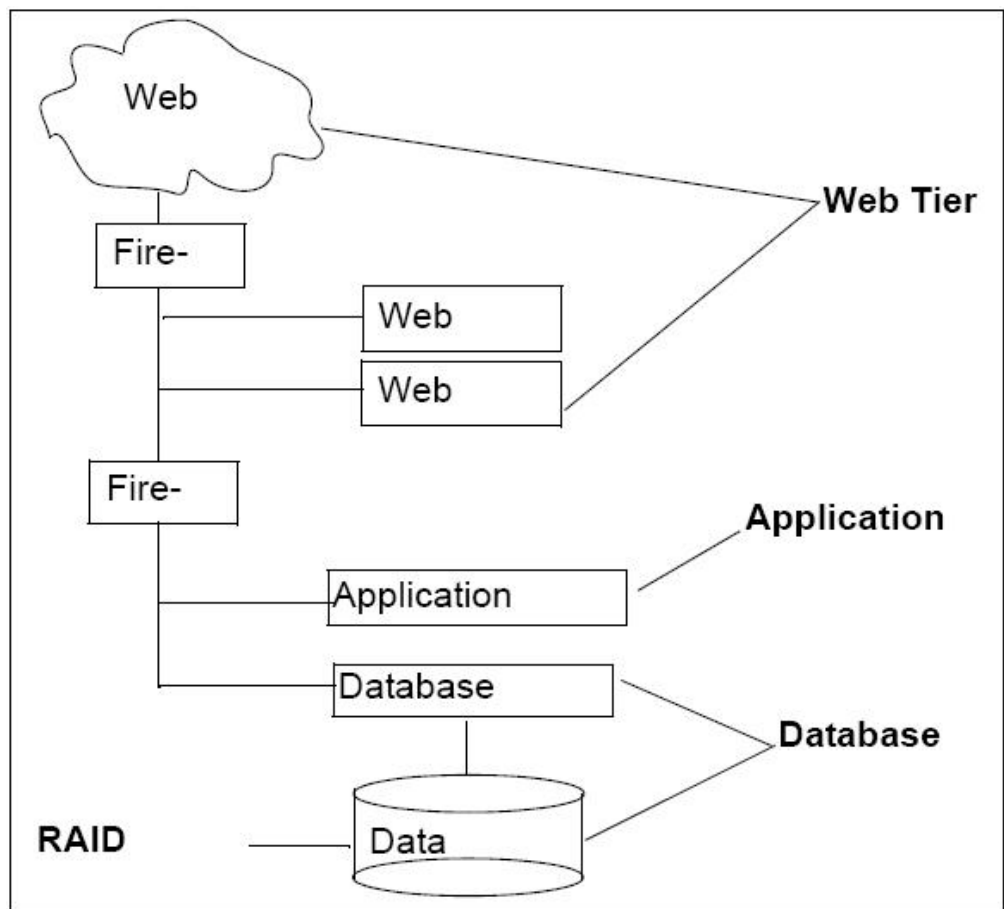 Web
Web Tier
Fire-
Web
Web
Fire-
Application
Application
Database
Database
RAID
Data